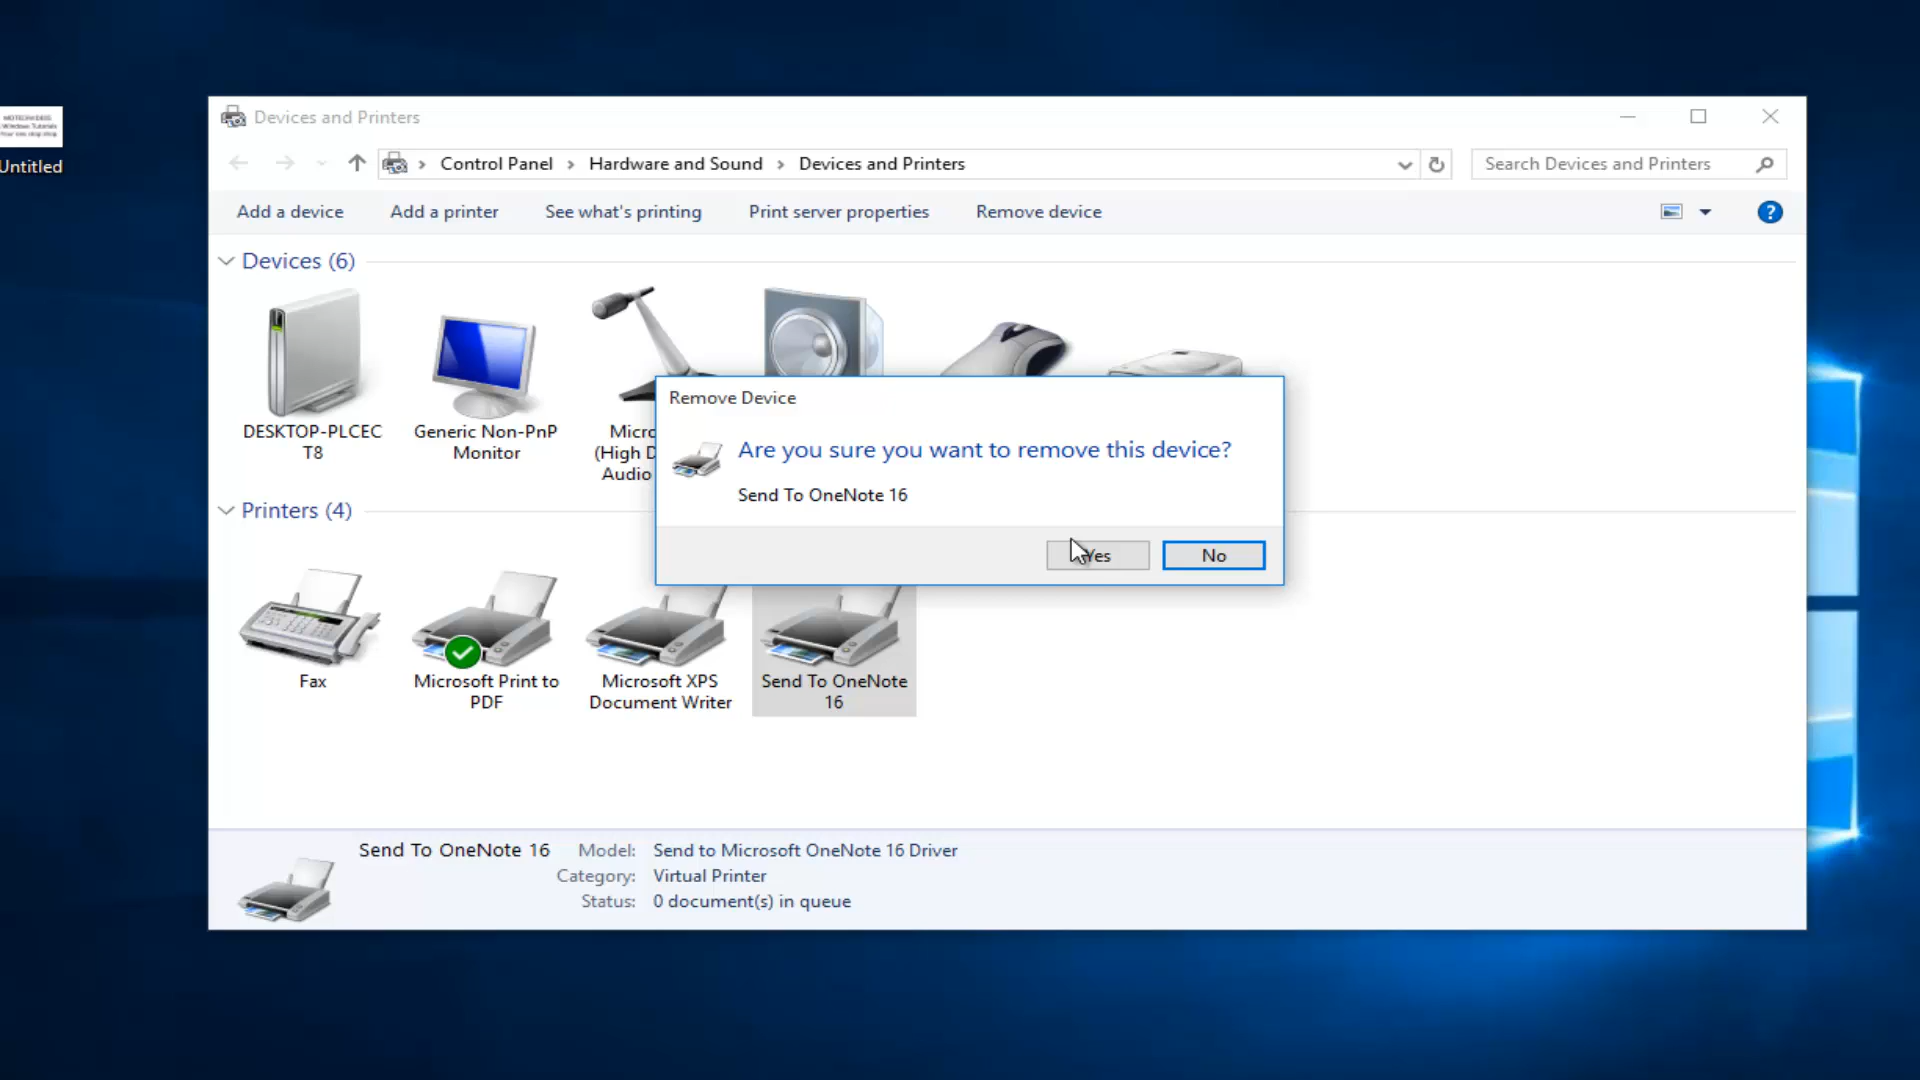 Devices and Printers
Control Panel
Hardware and Sound
Devices and Printers
Search Devices and Printers
Untitled
Add a device
Add a printer
See what's printing
Print server properties
Remove device
?
Devices (6)
DESKTOP-PLCEC
T8
Generic Non-PnP
Monitor
Micro
(High D
Audio
Remove Device
Are you sure you want to remove this device?
Send To OneNote 16
Yes
No
Printers (4)
Fax
Microsoft Print to
PDF
Microsoft XPS
Document Writer
Send To OneNote
16
Send To OneNote 16
Model: Send to Microsoft OneNote 16 Driver
Category: Virtual Printer
Status: 0 document(s) in queue